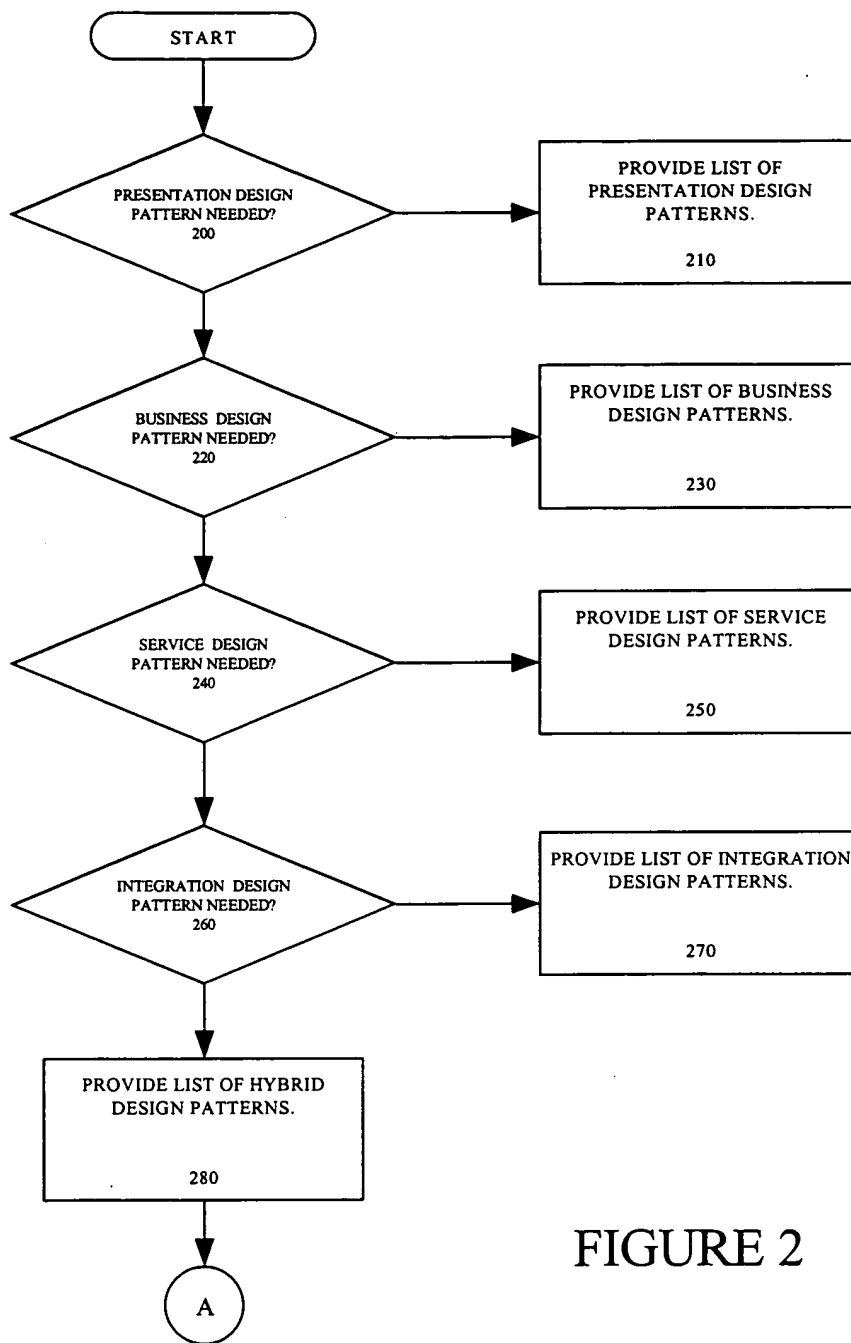 START
PRESENTATION DESIGN
PATTERN NEEDED?
200
PROVIDE LIST OF
PRESENTATION DESIGN
PATTERNS.
210
BUSINESS DESIGN
PATTERN NEEDED?
220
PROVIDE LIST OF BUSINESS
DESIGN PATTERNS.
230
SERVICE DESIGN
PATTERN NEEDED?
240
PROVIDE LIST OF SERVICE
DESIGN PATTERNS.
250
INTEGRATION DESIGN
PATTERN NEEDED?
260
PROVIDE LIST OF INTEGRATION
DESIGN PATTERNS.
270
PROVIDE LIST OF HYBRID
DESIGN PATTERNS.
280
A
FIGURE 2